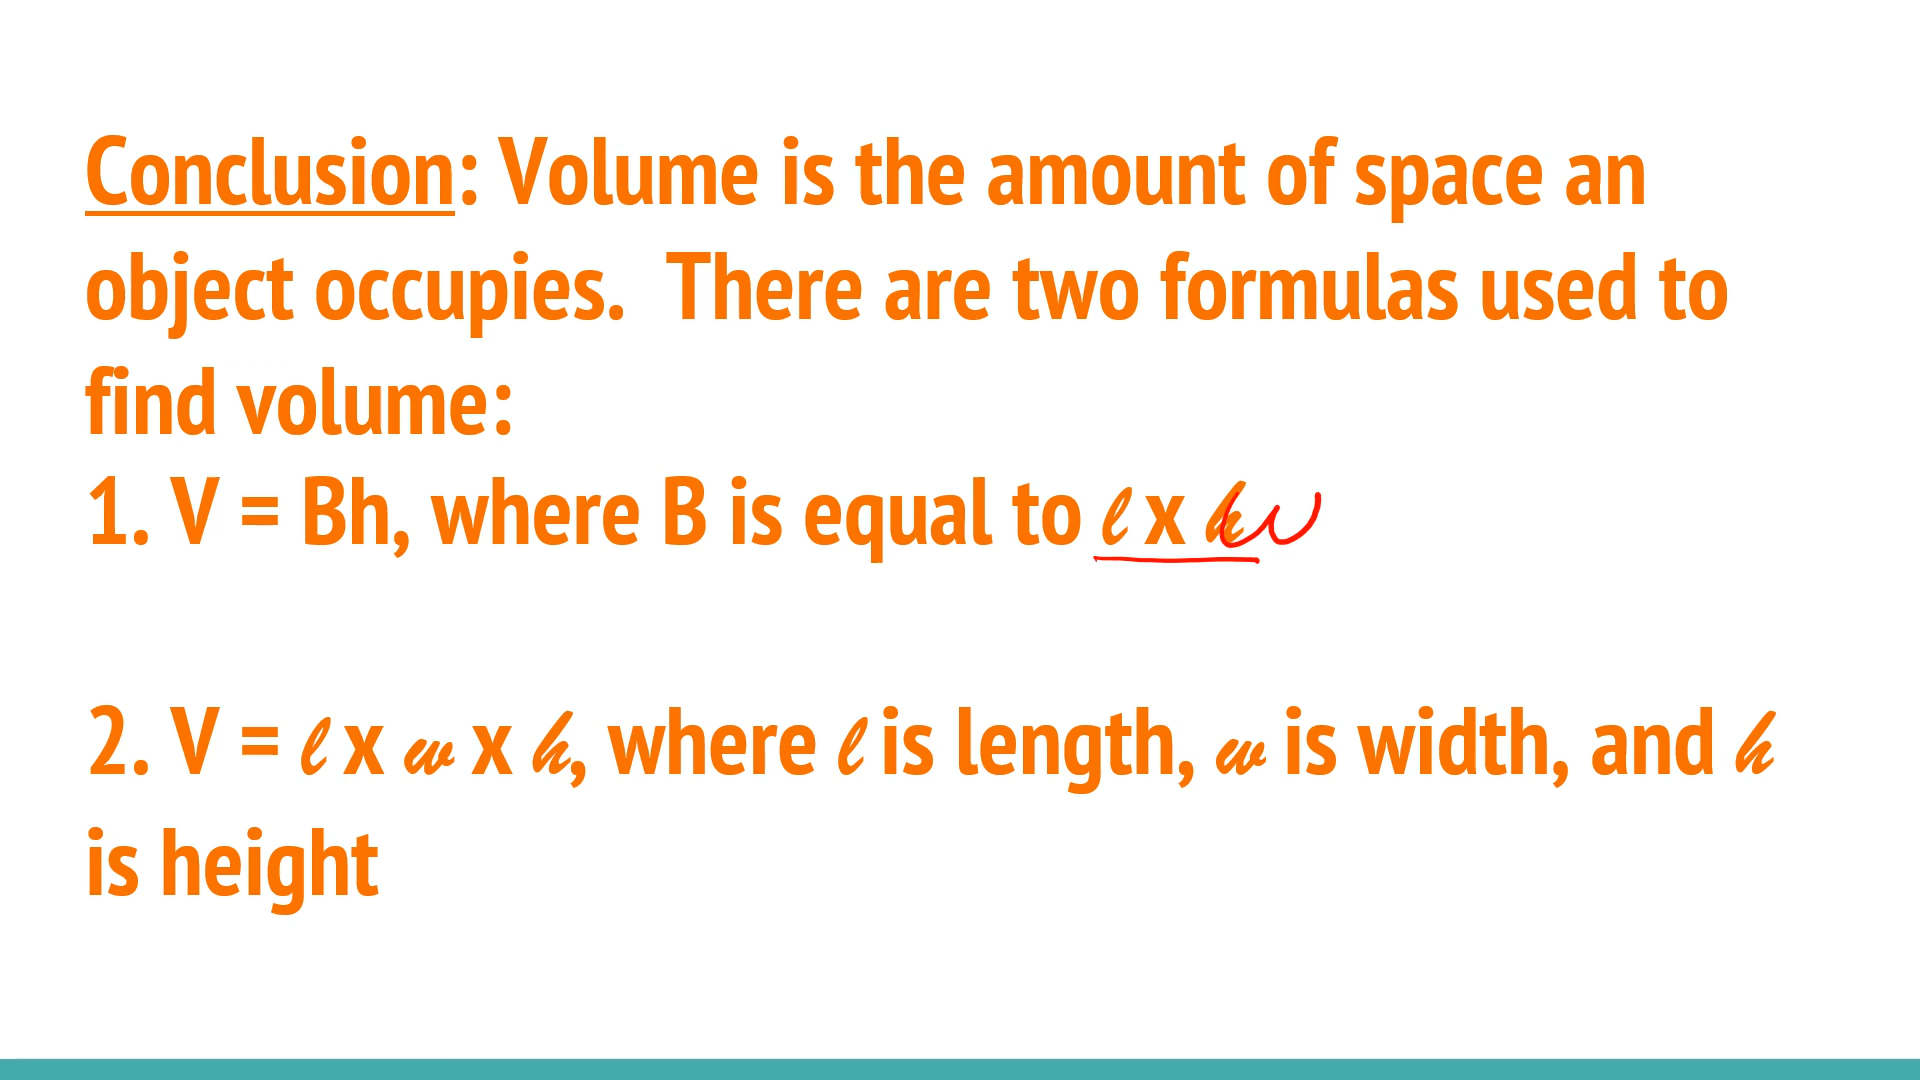 Conclusion: Volume is the amount of space an
object occupies.  There are two formulas used to
find volume:
1. V = Bh, where B is equal to l x h w
2. V = l x w x h, where l is length, w is width, and h
is height